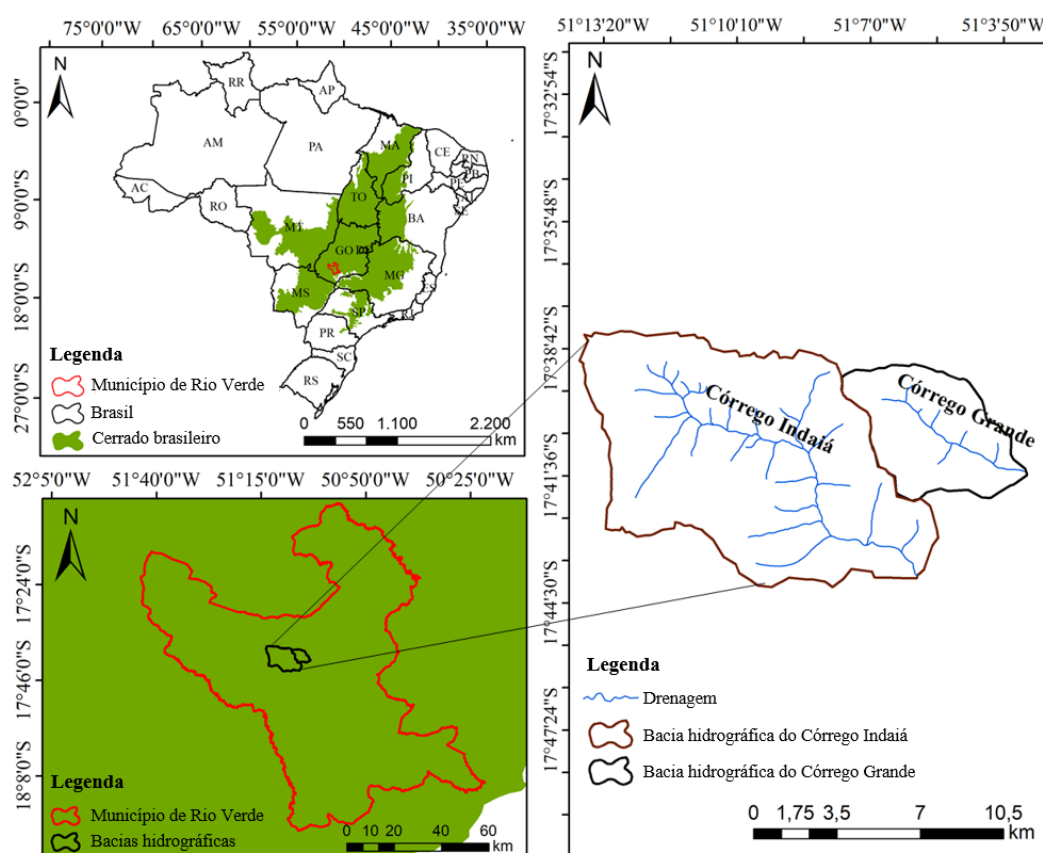 75°0'0"W 65°0'0"W 55°0'0"W 45°0'0"W 35°0'0"W
0°0'0"
9°0'0"S
18°0'0"S
27°0'0"S
N
RR
AP
AM
PA
MA
CE
RN
PB
PE
AL
SE
PI
AC
RO
TO
BA
MT
GO
DF
MG
ES
MS
SP
RJ
PR
SC
RS
Legenda
Município de Rio Verde
Brasil
Cerrado brasileiro
0 550 1.100 2.200
km
52°5'0"W 51°40'0"W 51°15'0"W 50°50'0"W 50°25'0"W
17°24'0"S
17°46'0"S
18°8'0"S
N
Legenda
Município de Rio Verde
Bacias hidrográficas
0 10 20 40 60
km
51°13'20"W 51°10'10"W 51°7'0"W 51°3'50"W
17°32'54"S
17°35'48"S
17°38'42"S
17°41'36"S
17°44'30"S
17°47'24"S
N
Córrego Indaiá
Córrego Grande
Legenda
Drenagem
Bacia hidrográfica do Córrego Indaiá
Bacia hidrográfica do Córrego Grande
0 1,75 3,5 7 10,5
km